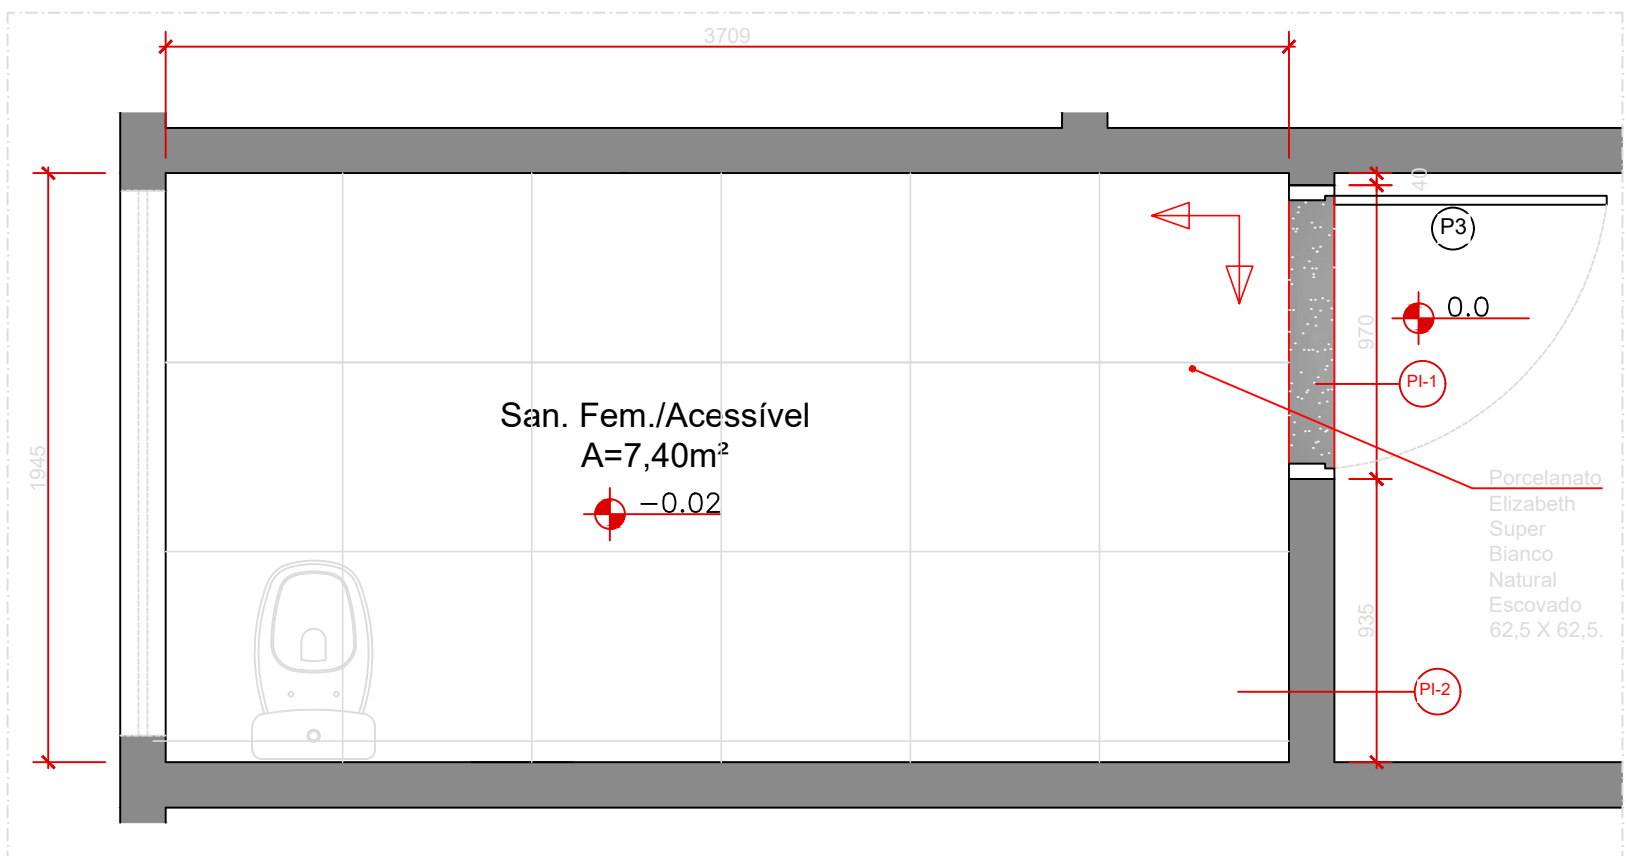 3709
40
P3
0.0
970
PI-1
San. Fem./Acessível
A=7,40m²
-0.02
1945
Porcelanato
Elizabeth
Super
Bianco
Natural
Escovado
62,5 X 62,5.
935
PI-2